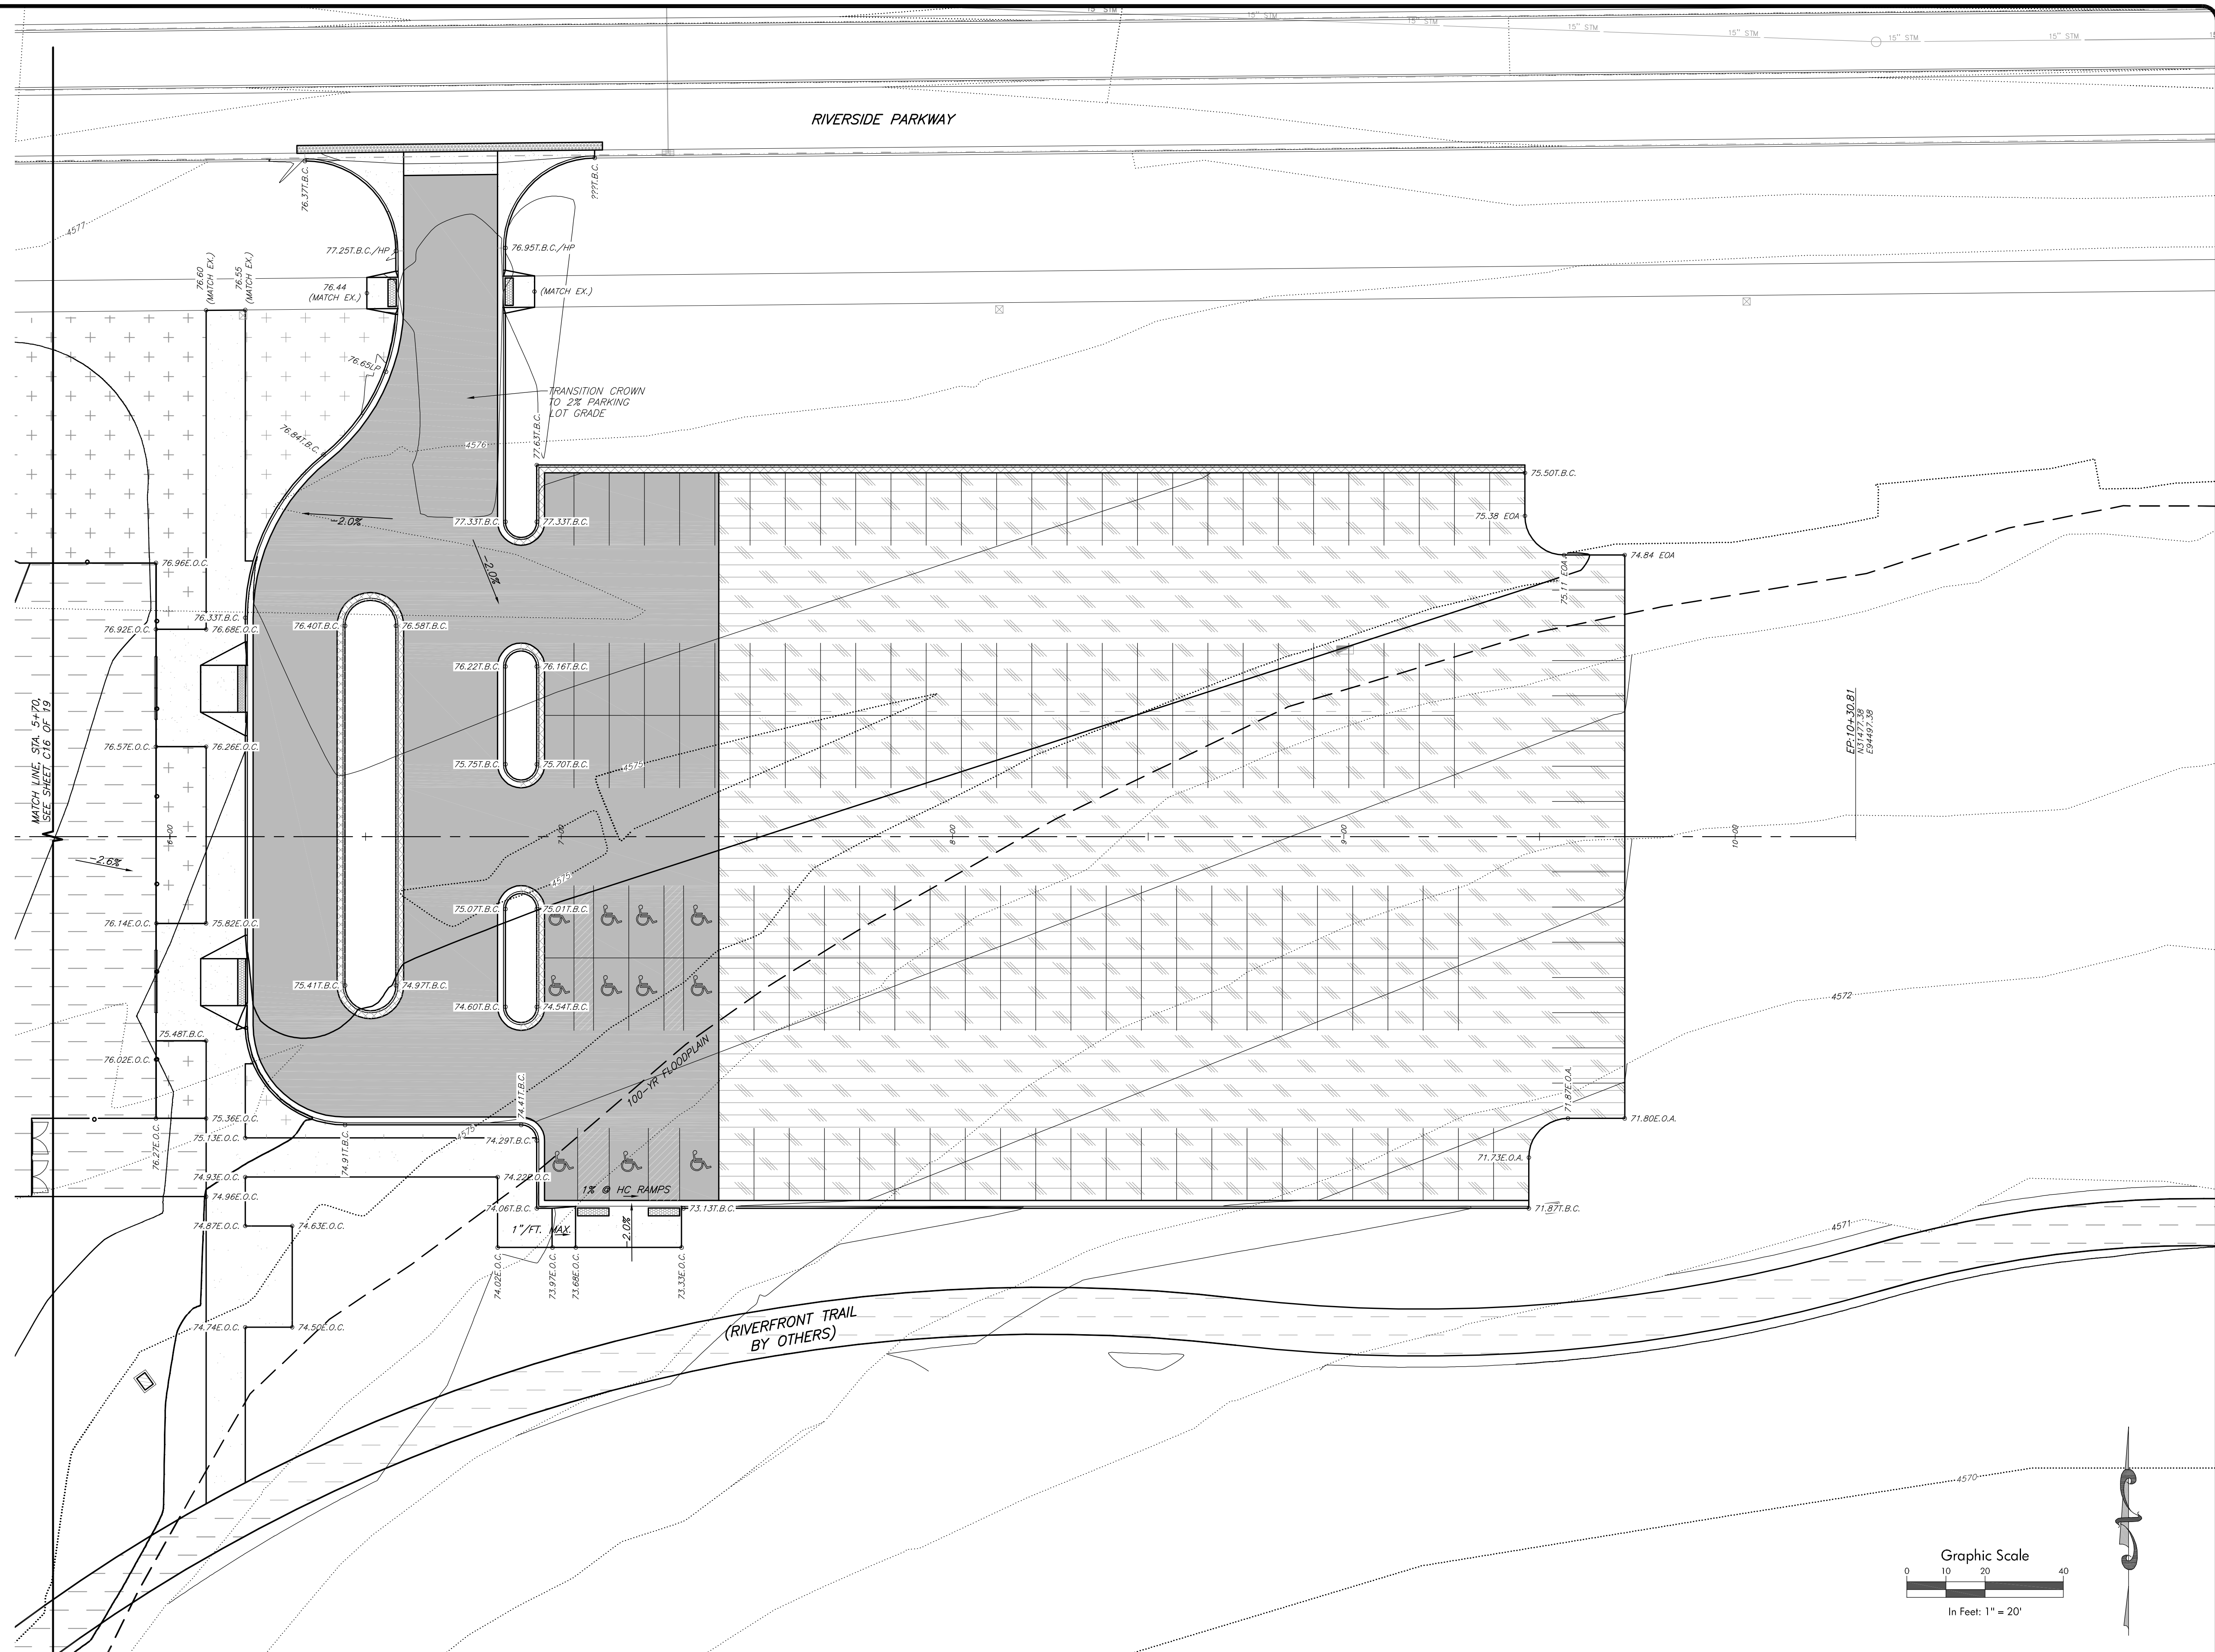 15" STM
15" STM
15" STM
15" STM
15" STM
15" STM
15" STM
RIVERSIDE PARKWAY
76.37T.B.C.
???T.B.C.
4577
77.25T.B.C./HP
76.95T.B.C./HP
76.60
(MATCH EX.)
76.55
(MATCH EX.)
76.44
(MATCH EX.)
(MATCH EX.)
76.65LP
TRANSITION CROWN
TO 2% PARKING
LOT GRADE
76.84T.B.C.
4576
77.63T.B.C.
75.50T.B.C.
-2.0%
77.33T.B.C.
77.33T.B.C.
75.38 EOA
-2.0%
76.96E.O.C.
74.84 EOA
75.11 EOA
76.33T.B.C.
76.92E.O.C.
76.68E.O.C.
76.40T.B.C.
76.58T.B.C.
76.22T.B.C.
76.16T.B.C.
MATCH LINE, STA. 5+70,
SEE SHEET C16 OF 19
76.57E.O.C.
76.26E.O.C.
75.75T.B.C.
75.70T.B.C.
4575
EP:10+30.81
N3147.38
E94497.38
6+00
7+00
8+00
9+00
10+00
-2.6%
4575
75.07T.B.C.
75.01T.B.C.
76.14E.O.C.
75.82E.O.C.
75.41T.B.C.
74.97T.B.C.
4572
74.60T.B.C.
74.54T.B.C.
75.48T.B.C.
76.02E.O.C.
100-YR FLOODPLAIN
74.41T.B.C.
71.87E.O.A.
75.36E.O.C.
71.80E.O.A.
75.13E.O.C.
76.27E.O.C.
74.91T.B.C.
4575
74.29T.B.C.
71.73E.O.A.
74.93E.O.C.
74.22E.O.C.
74.96E.O.C.
1% @ HC RAMPS
74.06T.B.C.
73.13T.B.C.
71.87T.B.C.
74.87E.O.C.
74.63E.O.C.
1"/FT. MAX.
-2.0%
4571
74.02E.O.C.
73.97E.O.C.
73.68E.O.C.
73.33E.O.C.
74.74E.O.C.
74.50E.O.C.
(RIVERFRONT TRAIL
BY OTHERS)
4570
Graphic Scale
0 10 20 40
In Feet: 1" = 20'